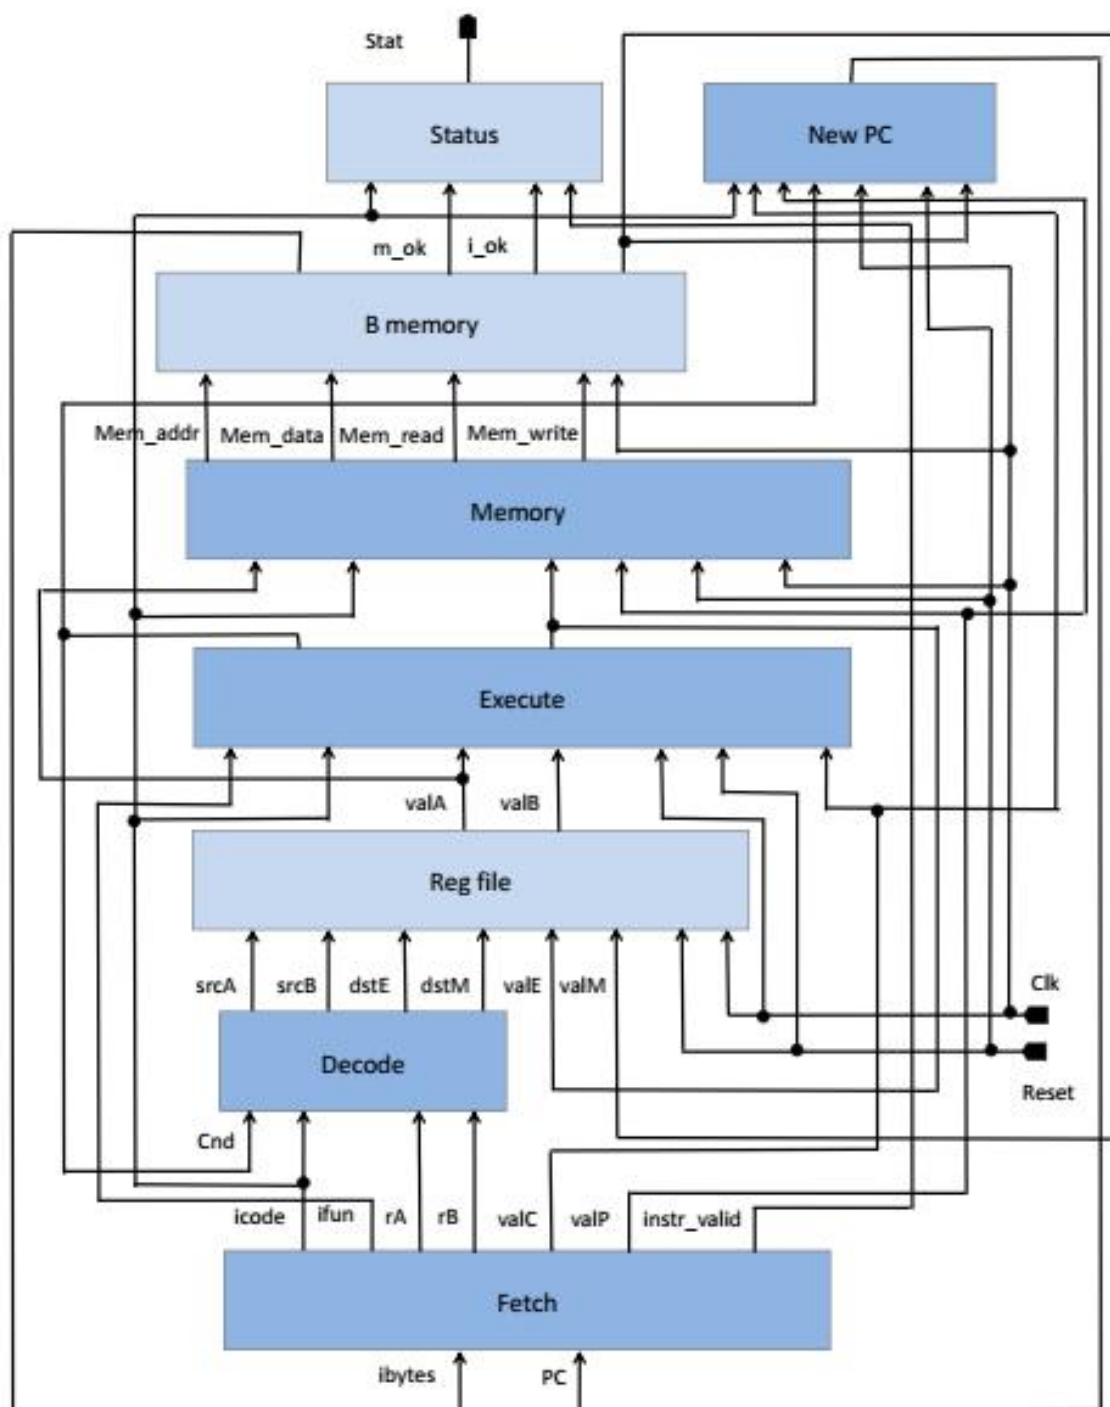 Stat
Status
New PC
m_ok i_ok
B memory
Mem_addr Mem_data Mem_read Mem_write
Memory
Execute
valA valB
Reg file
srcA srcB dstE dstM valE valM
Clk
Decode
Reset
Cnd
icode ifun rA rB valC valP instr_valid
Fetch
ibytes PC